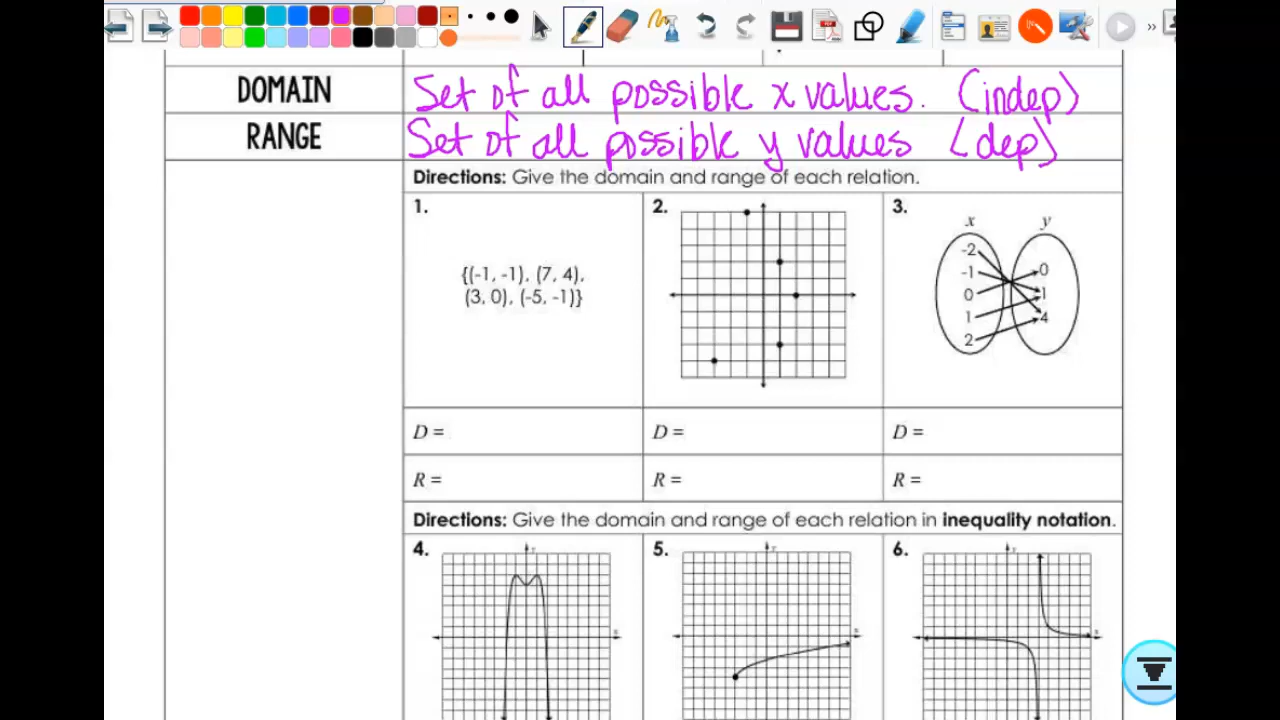 DOMAIN Set of all possible x values. (indep)
RANGE Set of all possible y values (dep)
Directions: Give the domain and range of each relation.
1. 2. 3.
x y
{(-1, -1), (7, 4),
(3, 0), (-5, -1)}
-2
-1 0
0 1
1 4
2
D = D = D =
R = R = R =
Directions: Give the domain and range of each relation in inequality notation.
4. 5. 6.
y y y
x x x